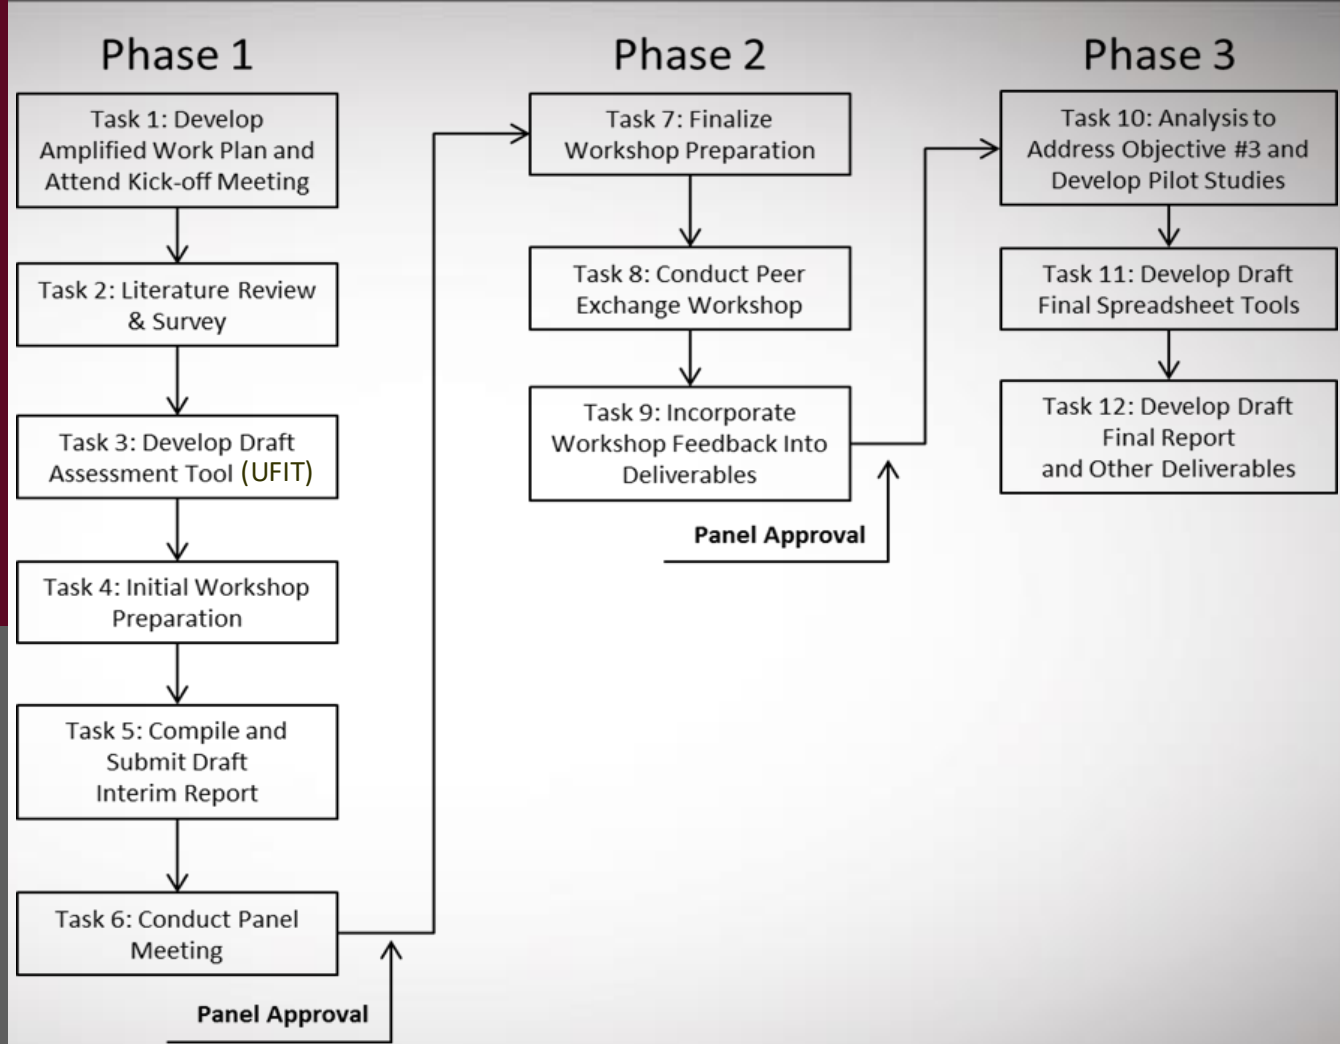 Phase 1
Task 1: Develop
Amplified Work Plan and
Attend Kick-off Meeting
Task 2: Literature Review
& Survey
Task 3: Develop Draft
Assessment Tool (UFIT)
Task 4: Initial Workshop
Preparation
Task 5: Compile and
Submit Draft
Interim Report
Task 6: Conduct Panel
Meeting
Panel Approval
Phase 2
Task 7: Finalize
Workshop Preparation
Task 8: Conduct Peer
Exchange Workshop
Task 9: Incorporate
Workshop Feedback Into
Deliverables
Panel Approval
Phase 3
Task 10: Analysis to
Address Objective #3 and
Develop Pilot Studies
Task 11: Develop Draft
Final Spreadsheet Tools
Task 12: Develop Draft
Final Report
and Other Deliverables